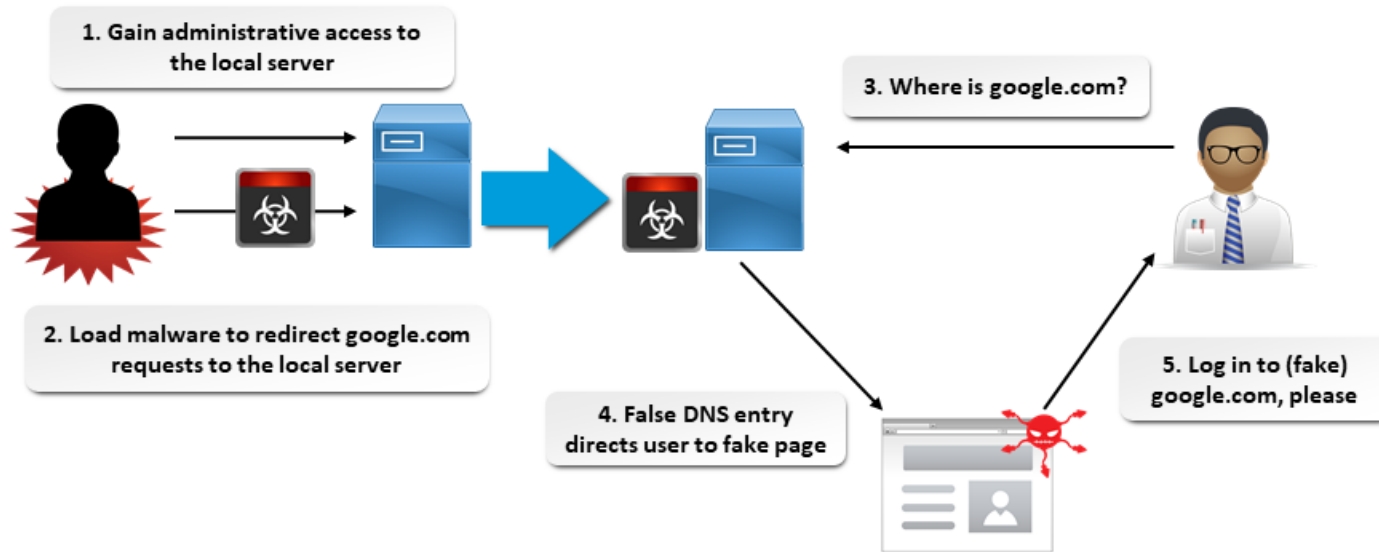 1. Gain administrative access to
the local server
2. Load malware to redirect google.com
requests to the local server
3. Where is google.com?
4. False DNS entry
directs user to fake page
5. Log in to (fake)
google.com, please